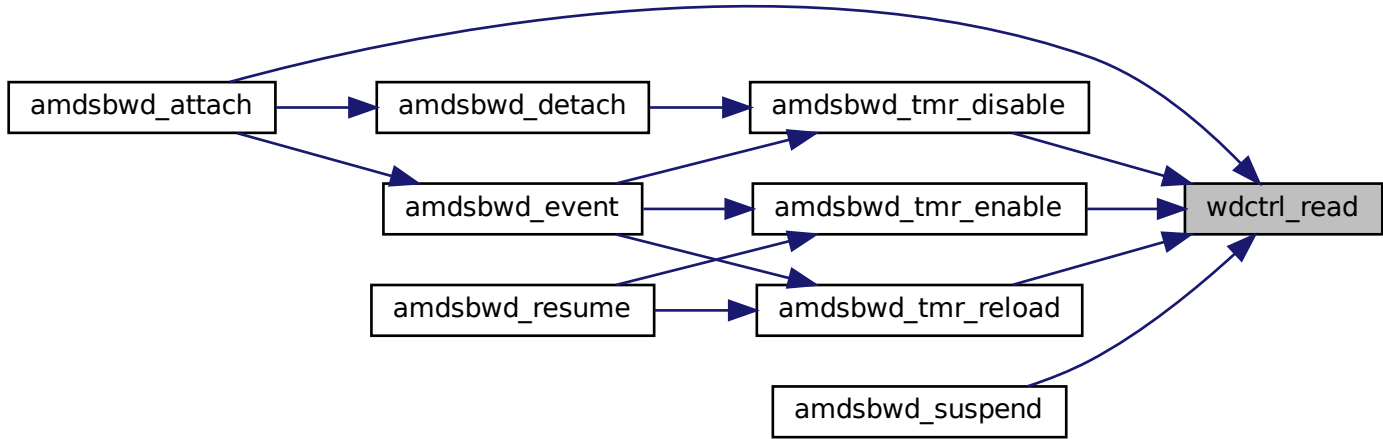 amdsbwd_attach
amdsbwd_detach
amdsbwd_tmr_disable
amdsbwd_event
amdsbwd_tmr_enable
wdctrl_read
amdsbwd_resume
amdsbwd_tmr_reload
amdsbwd_suspend